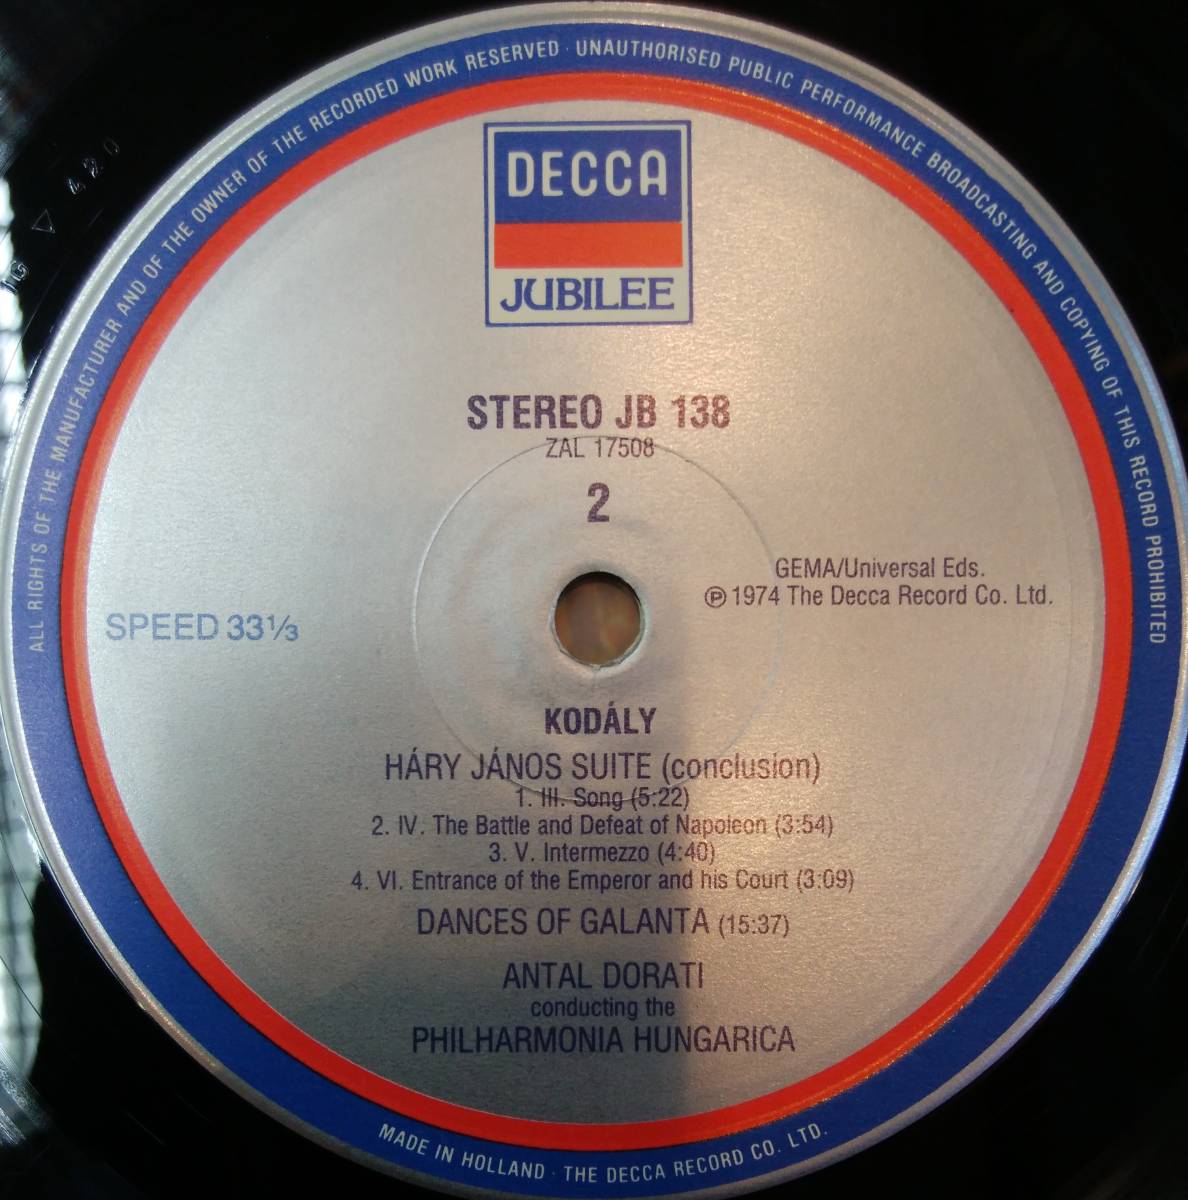 ALL RIGHTS OF THE MANUFACTURER AND OF THE OWNER OF THE RECORDED WORK RESERVED · UNAUTHORISED PUBLIC PERFORMANCE BROADCASTING AND COPYING OF THIS RECORD PROHIBITED
DECCA
JUBILEE
STEREO JB 138
ZAL 17508
2
GEMA/Universal Eds.
℗ 1974 The Decca Record Co. Ltd.
SPEED 33⅓
KODÁLY
HÁRY JÁNOS SUITE (conclusion)
1. III. Song (5:22)
2. IV. The Battle and Defeat of Napoleon (3:54)
3. V. Intermezzo (4:40)
4. VI. Entrance of the Emperor and his Court (3:09)
DANCES OF GALANTA (15:37)
ANTAL DORATI
conducting the
PHILHARMONIA HUNGARICA
MADE IN HOLLAND · THE DECCA RECORD CO. LTD.
420